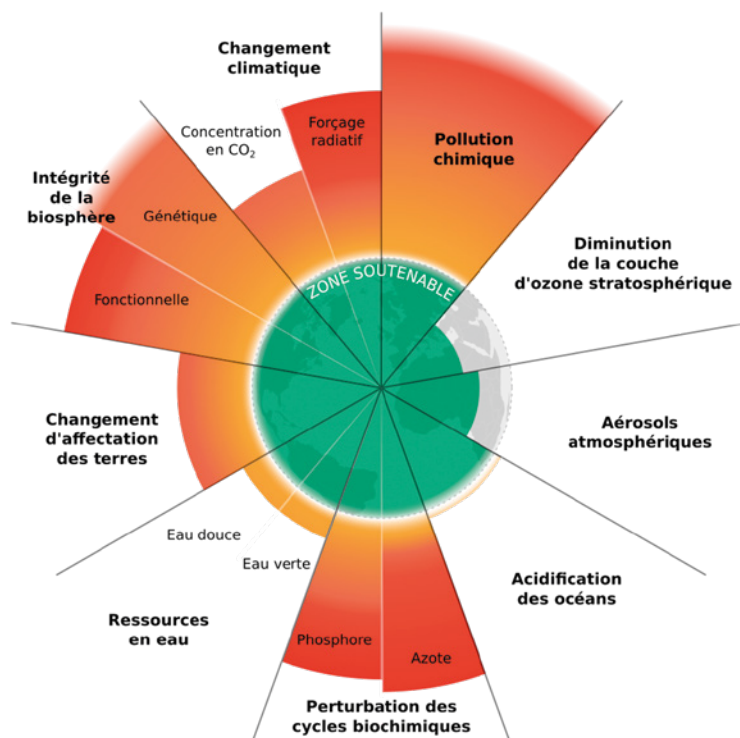 Changement
climatique
Concentration
en CO₂
Forçage
radiatif
Pollution
chimique
Intégrité
de la
biosphère
Génétique
Fonctionnelle
ZONE SOUTENABLE
Diminution
de la couche
d'ozone stratosphérique
Changement
d'affectation
des terres
Aérosols
atmosphériques
Eau douce
Eau verte
Ressources
en eau
Acidification
des océans
Phosphore
Azote
Perturbation des
cycles biochimiques